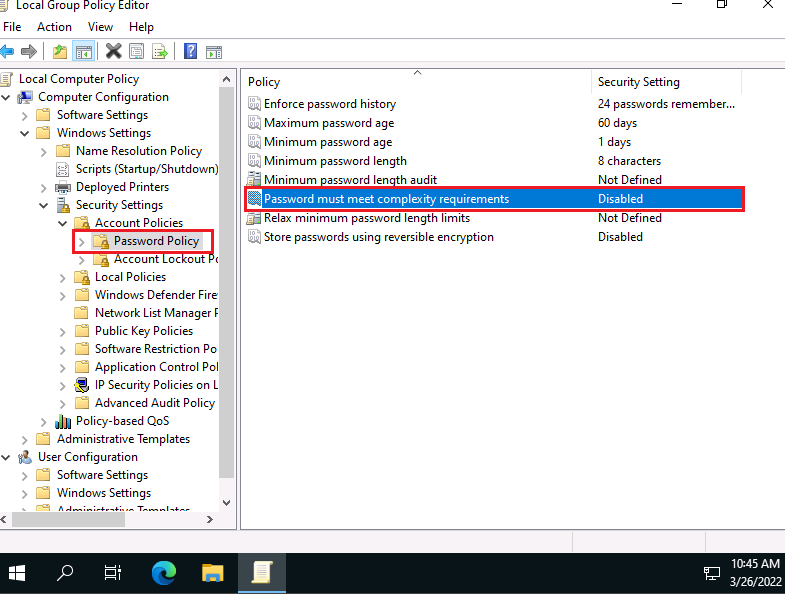 Local Group Policy Editor
File Action View Help
Local Computer Policy
Computer Configuration
Software Settings
Windows Settings
Name Resolution Policy
Scripts (Startup/Shutdown)
Deployed Printers
Security Settings
Account Policies
Password Policy
Account Lockout Po
Local Policies
Windows Defender Fire
Network List Manager P
Public Key Policies
Software Restriction Po
Application Control Pol
IP Security Policies on L
Advanced Audit Policy
Policy-based QoS
Administrative Templates
User Configuration
Software Settings
Windows Settings
Administrative Templates
Policy Security Setting
Enforce password history 24 passwords remember...
Maximum password age 60 days
Minimum password age 1 days
Minimum password length 8 characters
Minimum password length audit Not Defined
Password must meet complexity requirements Disabled
Relax minimum password length limits Not Defined
Store passwords using reversible encryption Disabled
10:45 AM
3/26/2022